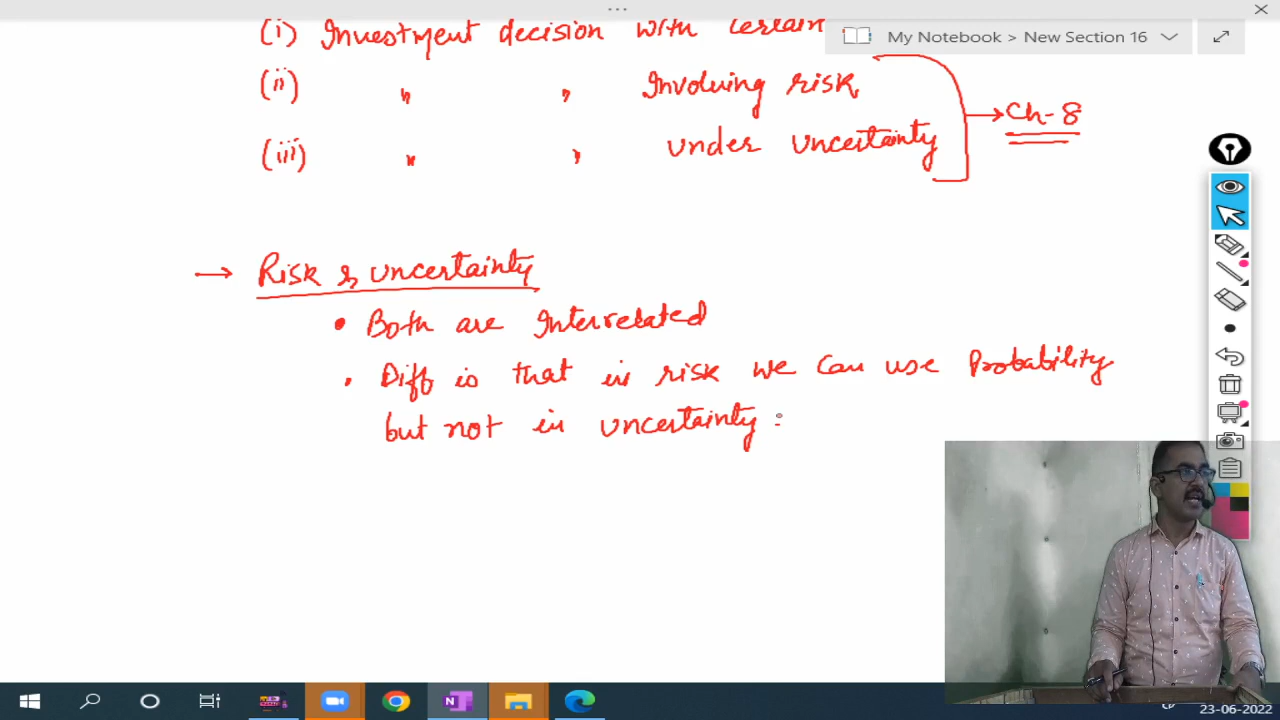 My Notebook > New Section 16
(i) Investment decision with certain
(ii) " " Involving risk
(iii) " " under uncertainty
Ch-8
→ Risk & uncertainty
• Both are Interrelated
• Diff is that in risk we can use Probability
but not in uncertainty :
23-06-2022